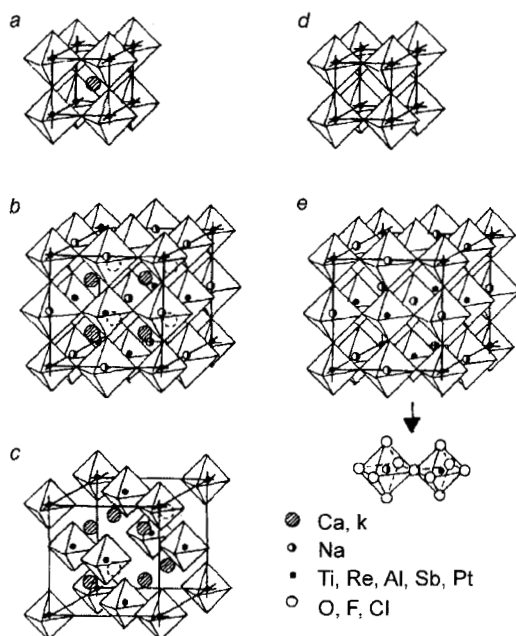 a
d
b
e
c
Ca, k
Na
Ti, Re, Al, Sb, Pt
O, F, Cl